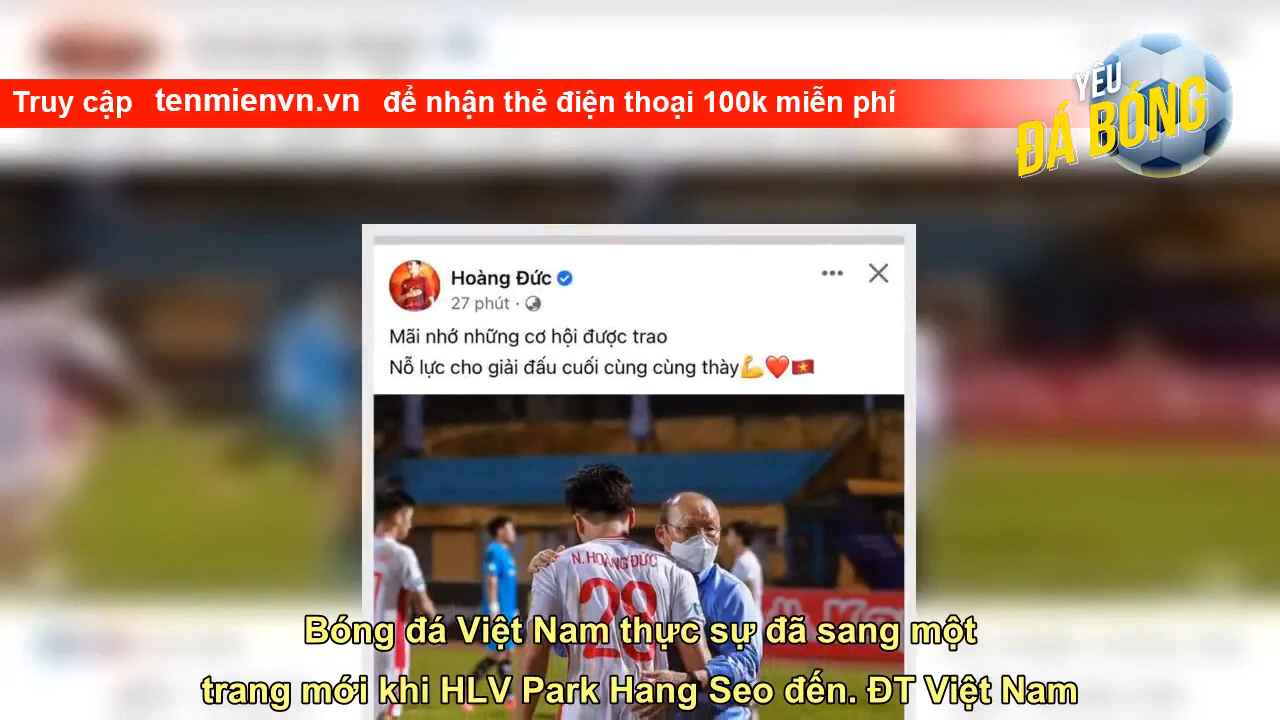 Truy cập tenmienvn.vn để nhận thẻ điện thoại 100k miễn phí
YÊU
ĐÁ BÓNG
Hoàng Đức
27 phút ·
Mãi nhớ những cơ hội được trao
Nỗ lực cho giải đấu cuối cùng cùng thày💪❤️🇻🇳
N. HOÀNG ĐỨC
28
Bóng đá Việt Nam thực sự đã sang một
trang mới khi HLV Park Hang Seo đến. ĐT Việt Nam